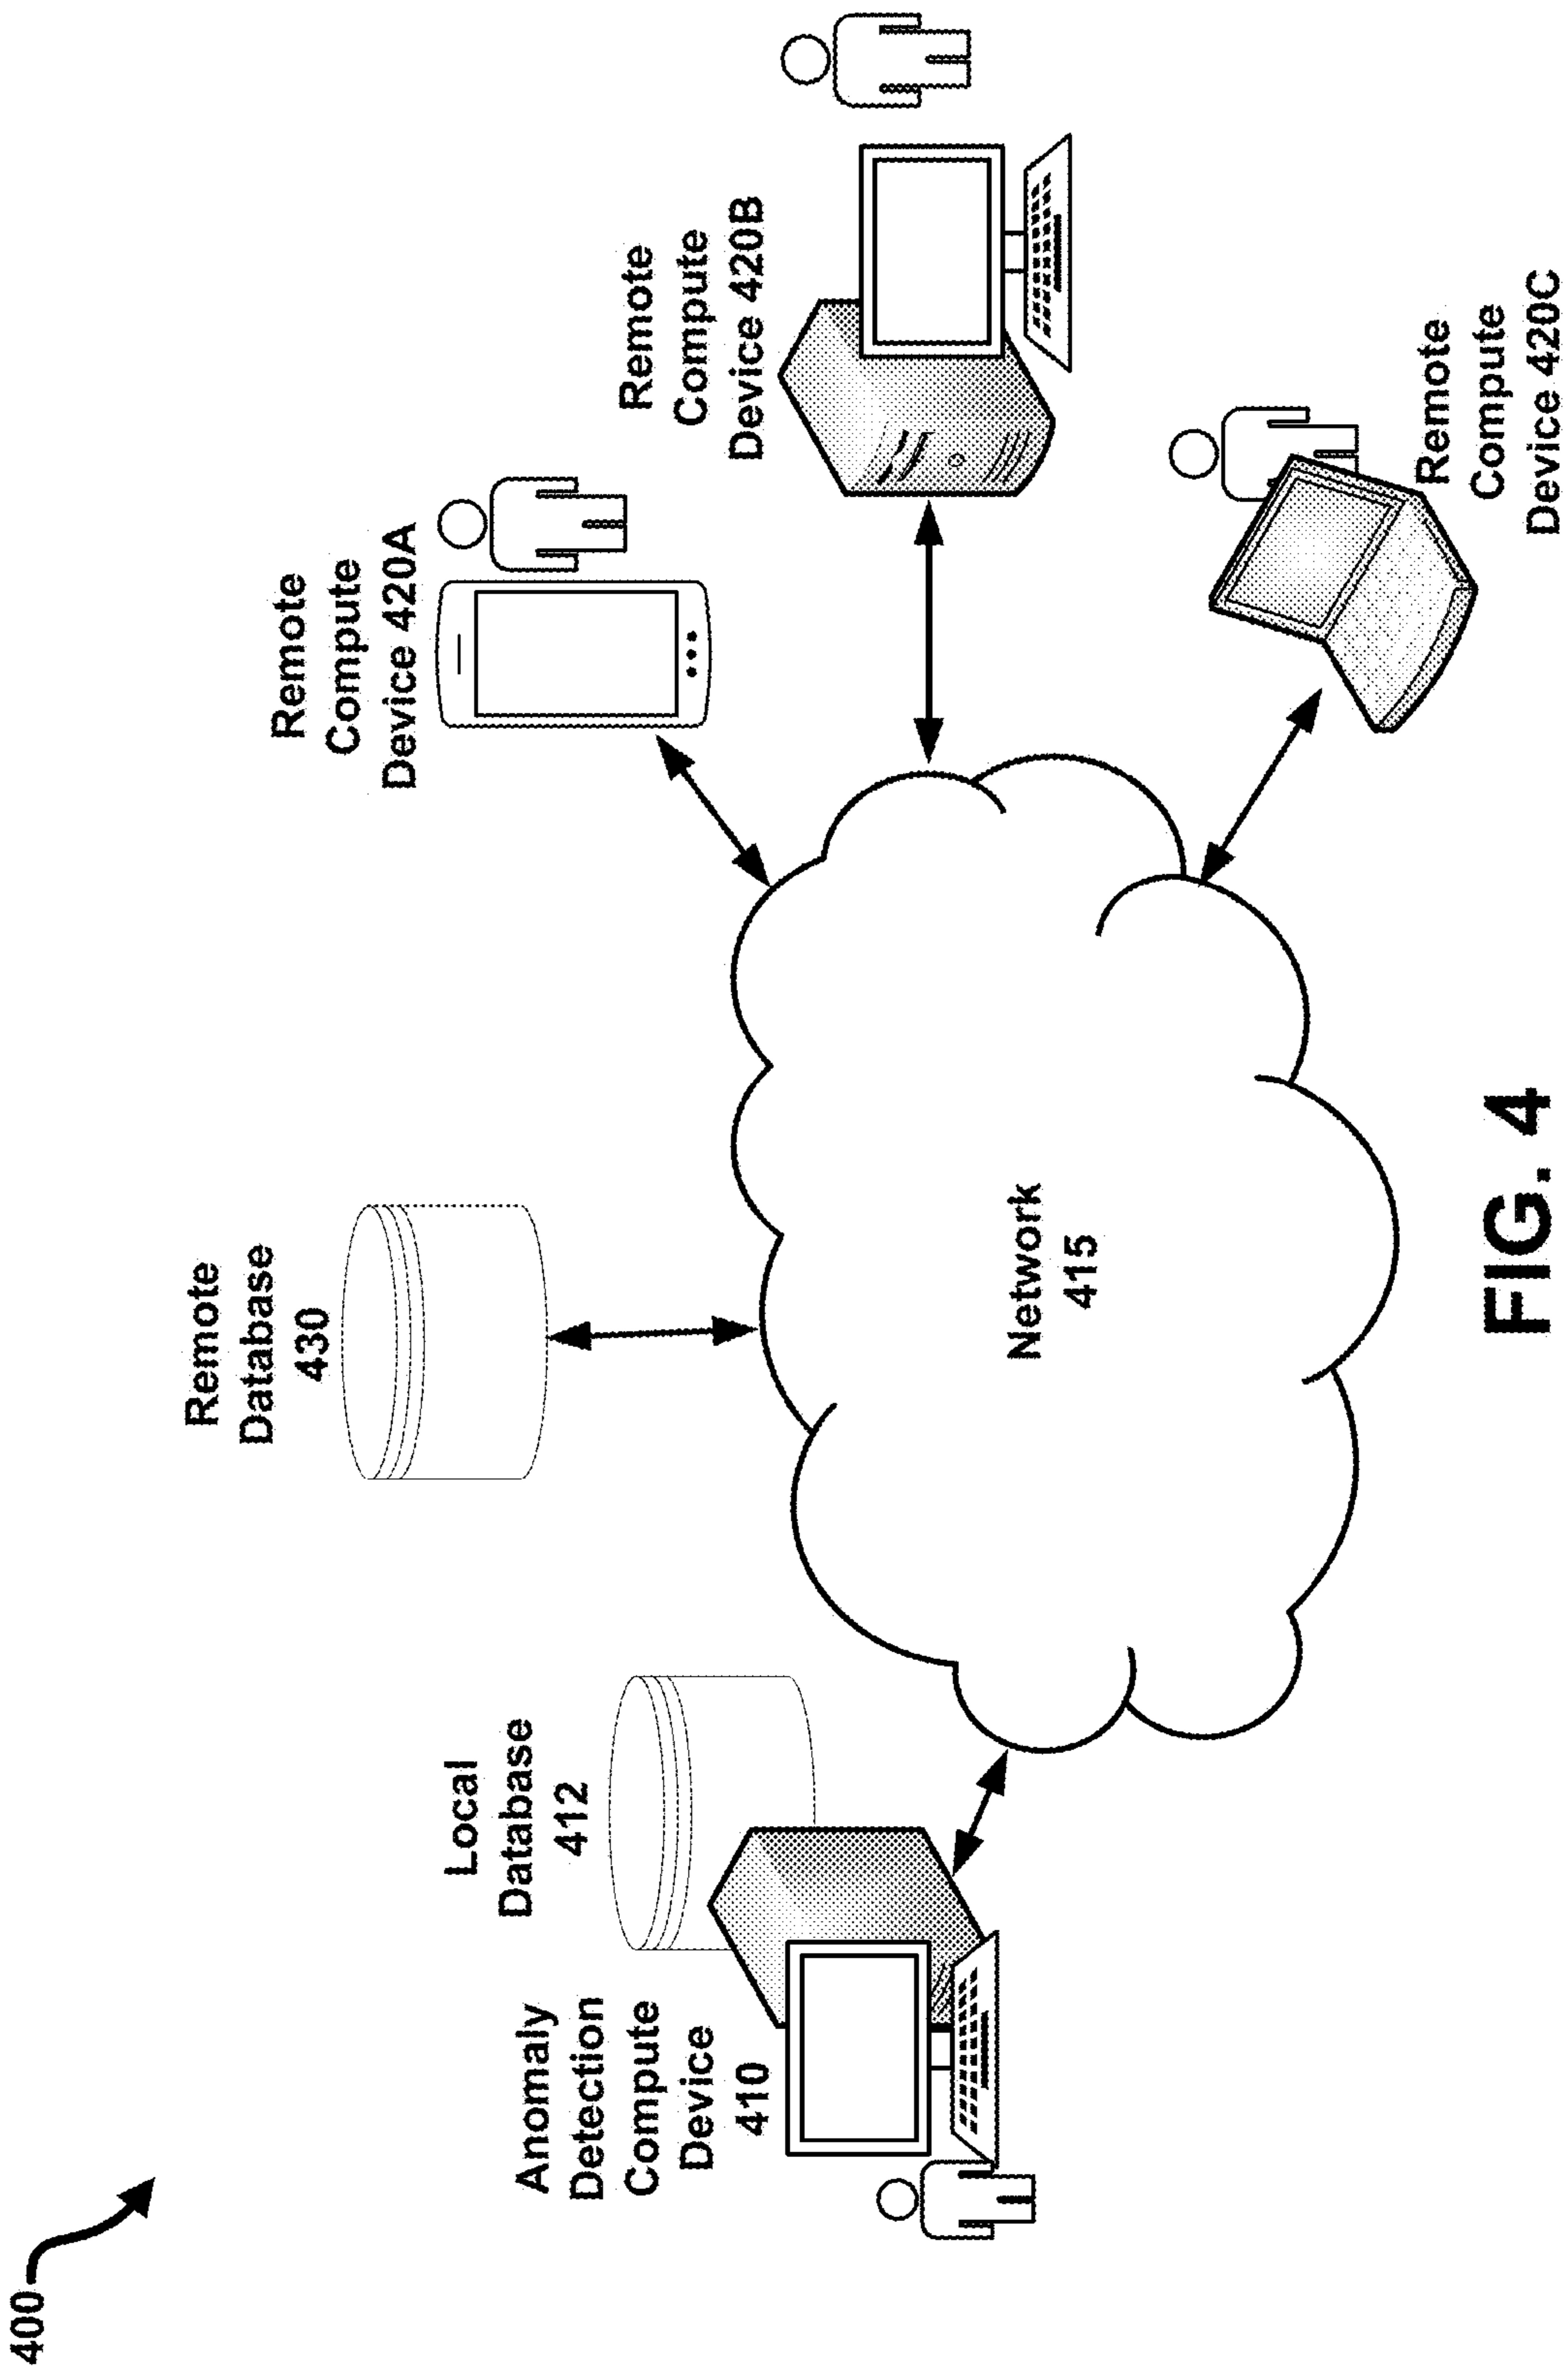 400
Remote
Database
430
Remote
Compute
Device 420A
Remote
Compute
Device 420B
Local
Database
412
Anomaly
Detection
Compute
Device
410
Network
415
Remote
Compute
Device 420C
FIG. 4